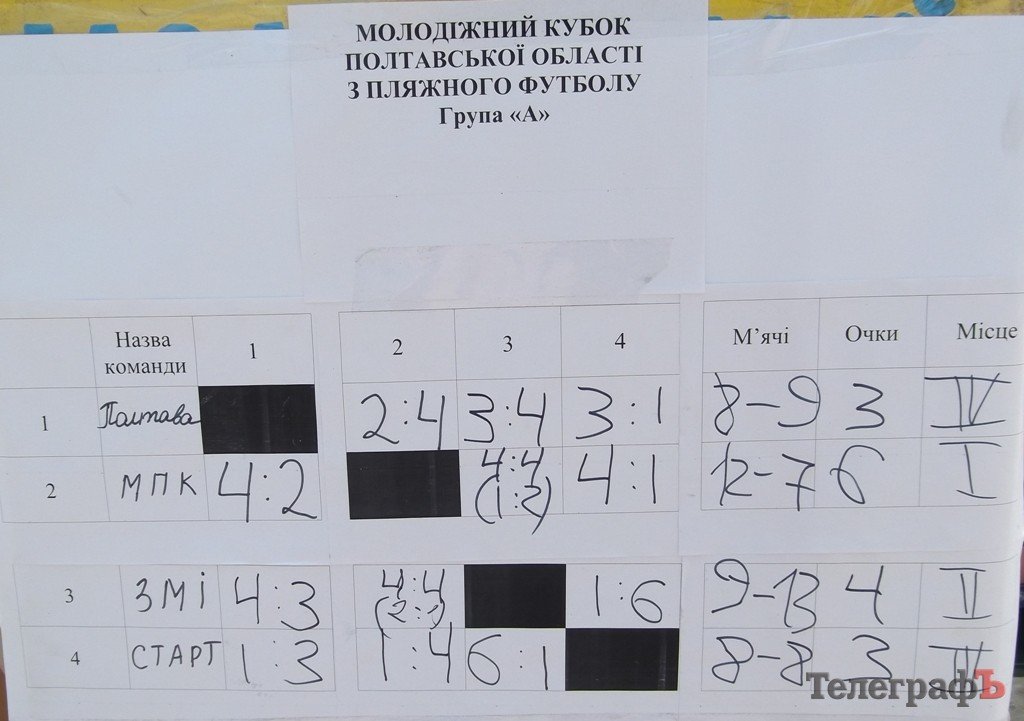 МОЛОДІЖНИЙ КУБОК
ПОЛТАВСЬКОЇ ОБЛАСТІ
З ПЛЯЖНОГО ФУТБОЛУ
Група «А»
Назва команди 1 2 3 4 М’ячі Очки Місце
1 Полтава 2:4 3:4 3:1 8-9 3 IV
2 МПК 4:2 4:4 (1:2) 4:1 12-7 6 I
3 ЗМІ 4:3 4:4 1:6 9-13 4 II
4 СТАРТ 1:3 1:4 6:1 8-8 3
ТелеграфЪ